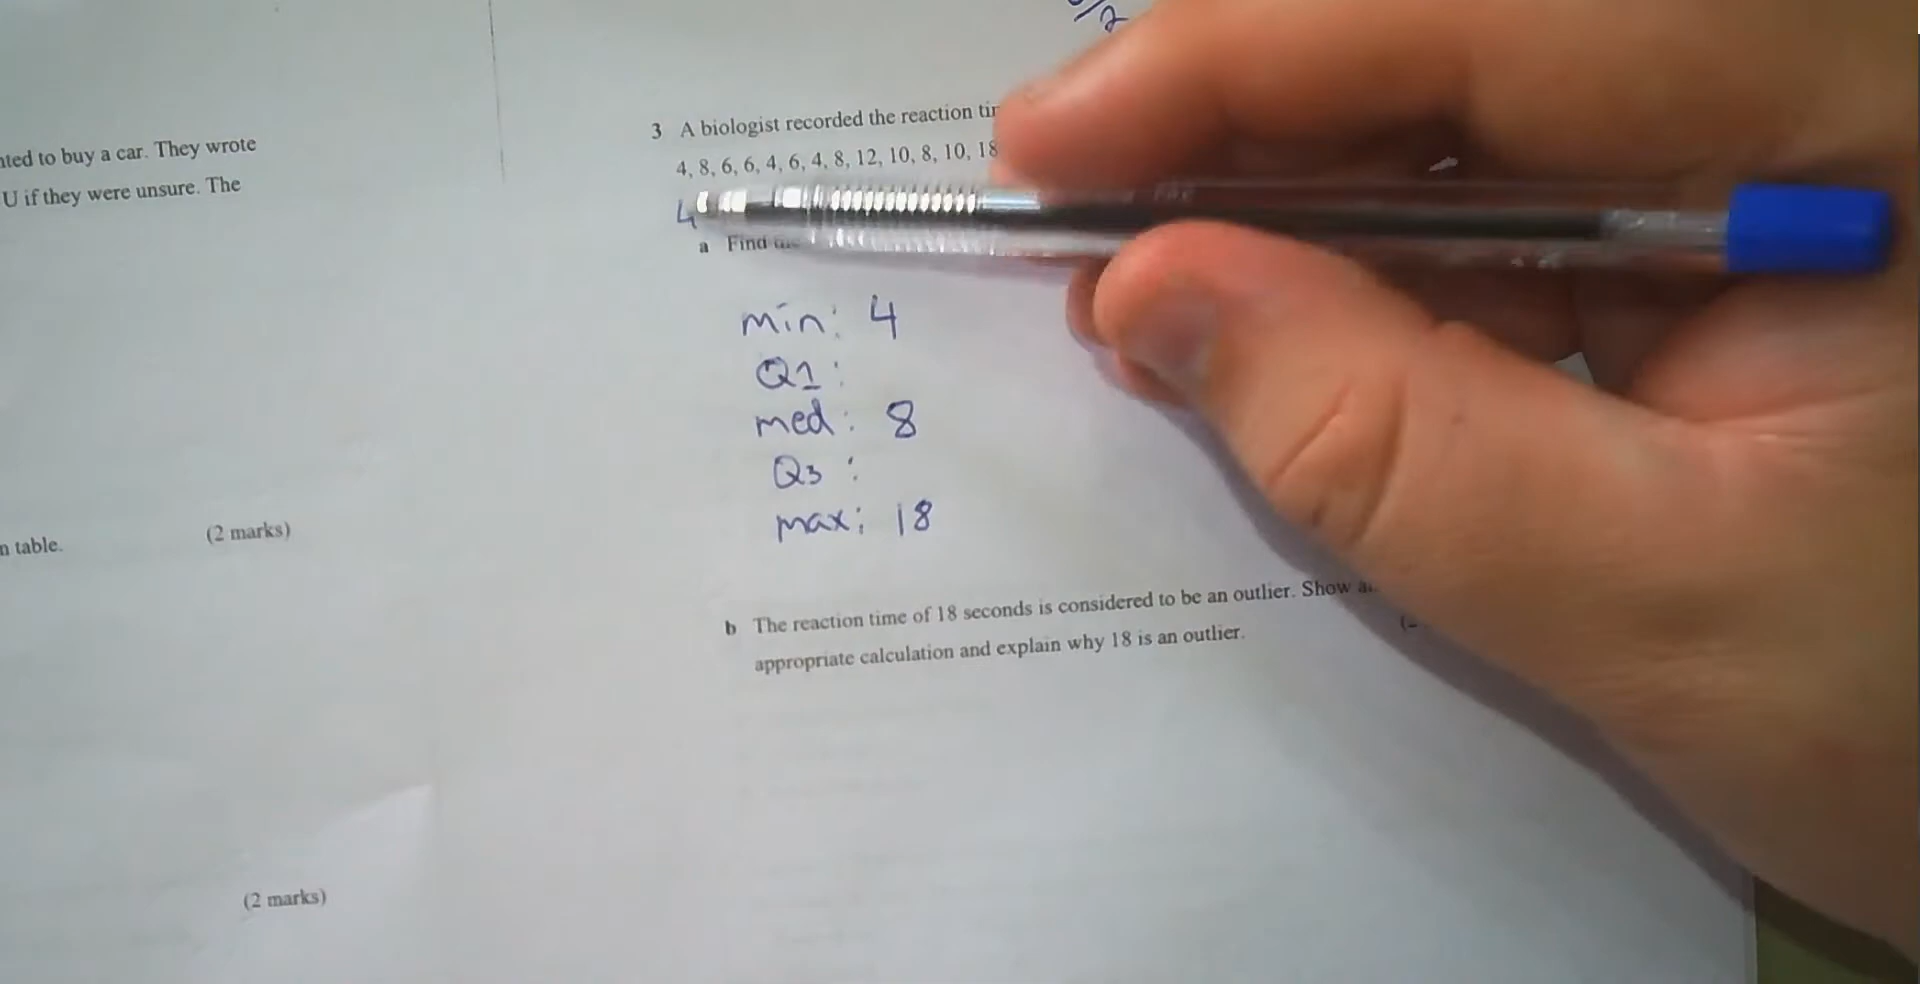 nted to buy a car. They wrote
U if they were unsure. The
n table.
(2 marks)
(2 marks)
/2
3 A biologist recorded the reaction
4, 8, 6, 6, 4, 6, 4, 8, 12, 10, 8, 10, 18
4
a Find
min: 4
Q1:
med: 8
Q3:
max: 18
b The reaction time of 18 seconds is considered to be an outlier. Show
appropriate calculation and explain why 18 is an outlier.